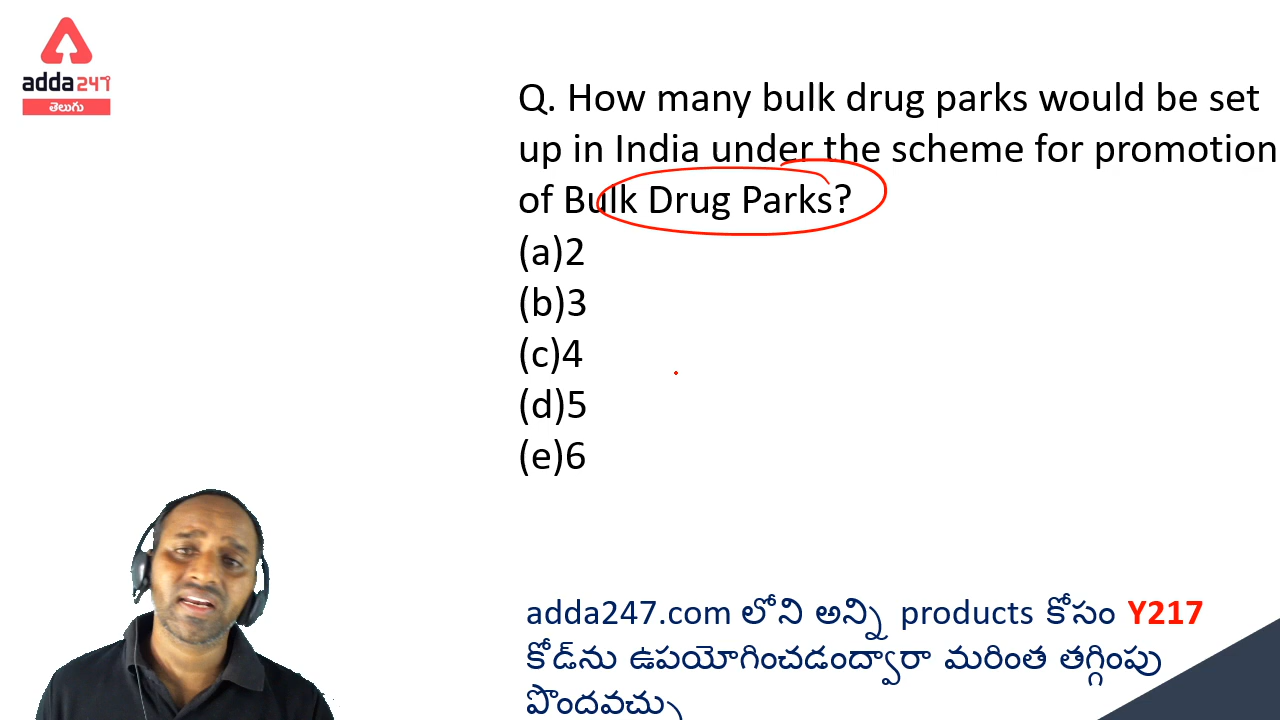 adda247
తెలుగు
Q. How many bulk drug parks would be set
up in India under the scheme for promotion
of Bulk Drug Parks?
(a)2
(b)3
(c)4
(d)5
(e)6
adda247.com లోని అన్ని products కోసం Y217
కోడ్‌ను ఉపయోగించడంద్వారా మరింత తగ్గింపు
పొందవచ్చు